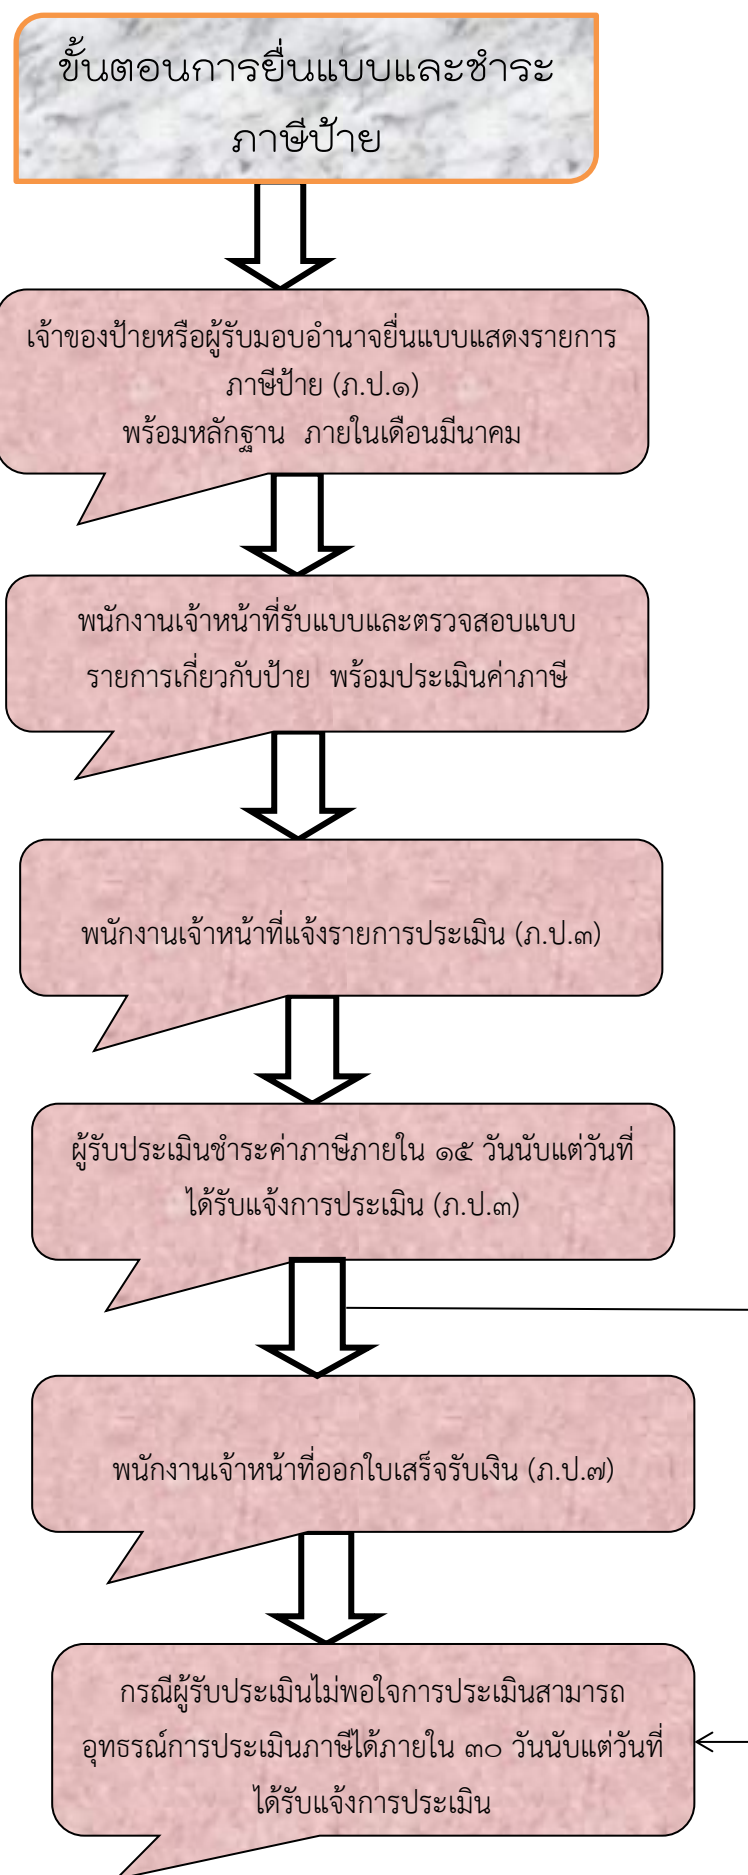 ขั้นตอนการยื่นแบบและชำระ
ภาษีป้าย
เจ้าของป้ายหรือผู้รับมอบอำนาจยื่นแบบแสดงรายการ
ภาษีป้าย (ภ.ป.๑)
พร้อมหลักฐาน ภายในเดือนมีนาคม
พนักงานเจ้าหน้าที่รับแบบและตรวจสอบแบบ
รายการเกี่ยวกับป้าย พร้อมประเมินค่าภาษี
พนักงานเจ้าหน้าที่แจ้งรายการประเมิน (ภ.ป.๓)
ผู้รับประเมินชำระค่าภาษีภายใน ๑๕ วันนับแต่วันที่
ได้รับแจ้งการประเมิน (ภ.ป.๓)
พนักงานเจ้าหน้าที่ออกใบเสร็จรับเงิน (ภ.ป.๗)
กรณีผู้รับประเมินไม่พอใจการประเมินสามารถ
อุทธรณ์การประเมินภาษีได้ภายใน ๓๐ วันนับแต่วันที่
ได้รับแจ้งการประเมิน